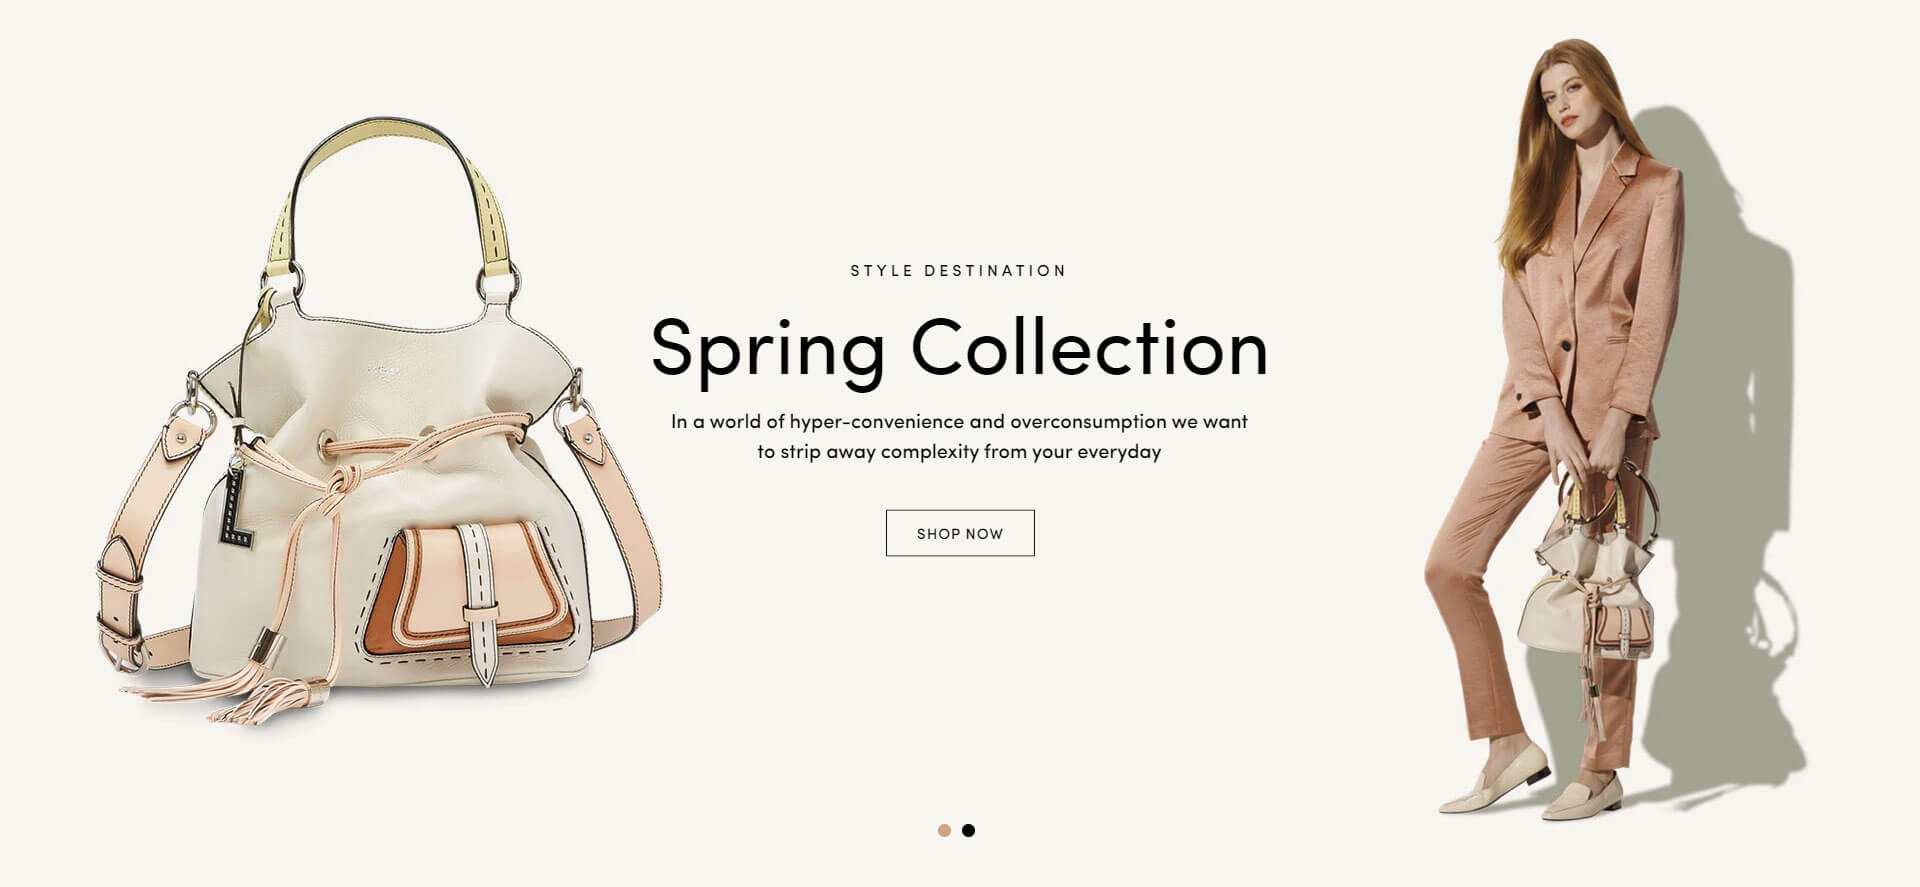 STYLE DESTINATION
Spring Collection
In a world of hyper-convenience and overconsumption we want
to strip away complexity from your everyday
SHOP NOW
L